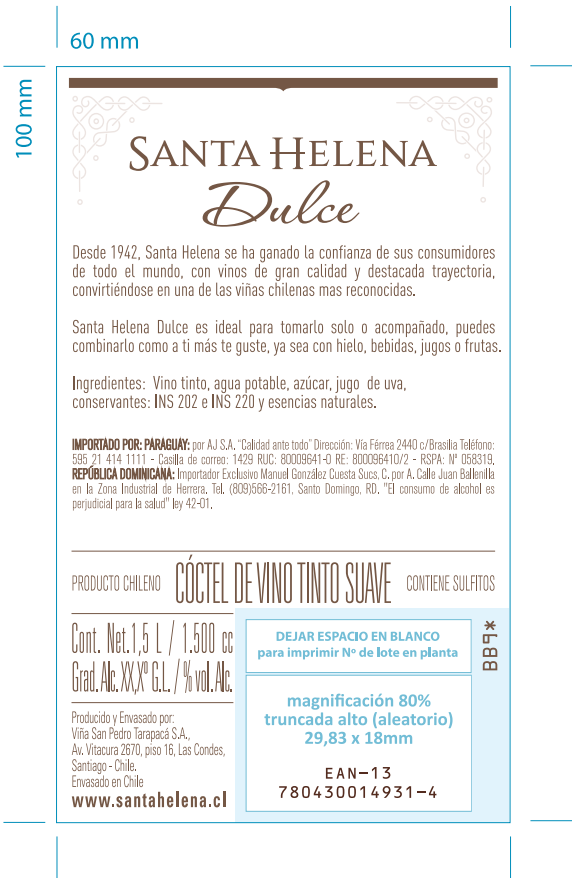 60 mm
100 mm
SANTA HELENA
Dulce
Desde 1942, Santa Helena se ha ganado la confianza de sus consumidores
de todo el mundo, con vinos de gran calidad y destacada trayectoria,
convirtiéndose en una de las viñas chilenas mas reconocidas.
Santa Helena Dulce es ideal para tomarlo solo o acompañado, puedes
combinarlo como a ti más te guste, ya sea con hielo, bebidas, jugos o frutas.
Ingredientes: Vino tinto, agua potable, azúcar, jugo de uva,
conservantes: INS 202 e INS 220 y esencias naturales.
IMPORTADO POR: PARAGUAY: por AJ S.A. "Calidad ante todo" Dirección: Vía Férrea 2440 c/Brasilia Teléfono:
595 21 414 1111 - Casilla de correo: 1429 RUC: 80009641-0 RE: 800096410/2 - RSPA: Nº 058319.
REPÚBLICA DOMINICANA: Importador Exclusivo Manuel González Cuesta Sucs, C. por A. Calle Juan Ballenilla
en la Zona Industrial de Herrera. Tel. (809)566-2161, Santo Domingo, RD. "El consumo de alcohol es
perjudicial para la salud" ley 42-01.
PRODUCTO CHILENO CÓCTEL DE VINO TINTO SUAVE CONTIENE SULFITOS
Cont. Net.1,5 L / 1.500 cc
Grad. Alc. XX,Xº G.L. / % vol. Alc.
Producido y Envasado por:
Viña San Pedro Tarapacá S.A.,
Av. Vitacura 2670, piso 16, Las Condes,
Santiago - Chile.
Envasado en Chile
www.santahelena.cl
DEJAR ESPACIO EN BLANCO
para imprimir Nº de lote en planta
BB9*
magnificación 80%
truncada alto (aleatorio)
29,83 x 18mm
EAN-13
780430014931-4